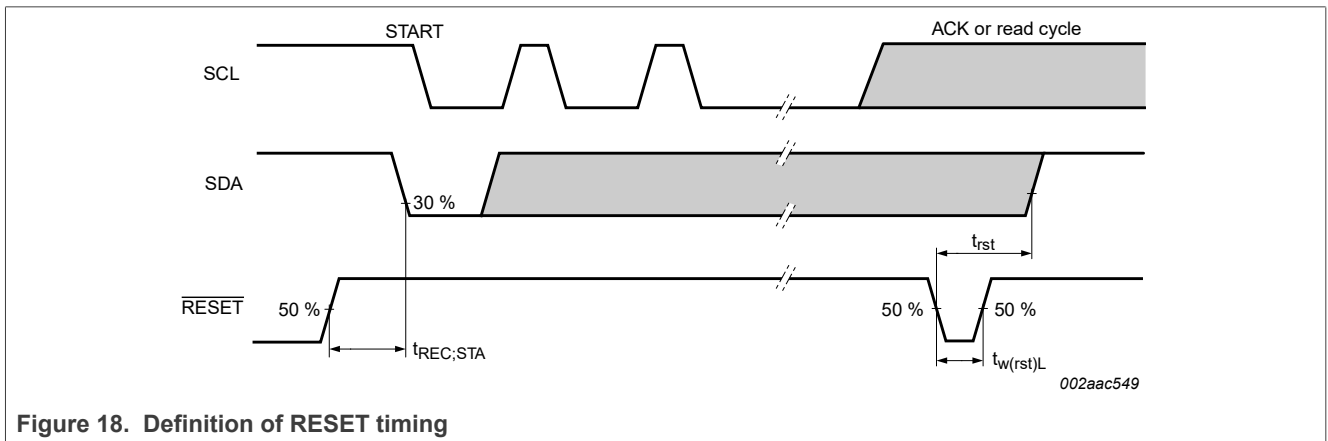 START
ACK or read cycle
SCL
SDA
30 %
t_rst
RESET
50 %
50 %
50 %
t_REC;STA
t_w(rst)L
002aac549
Figure 18. Definition of RESET timing